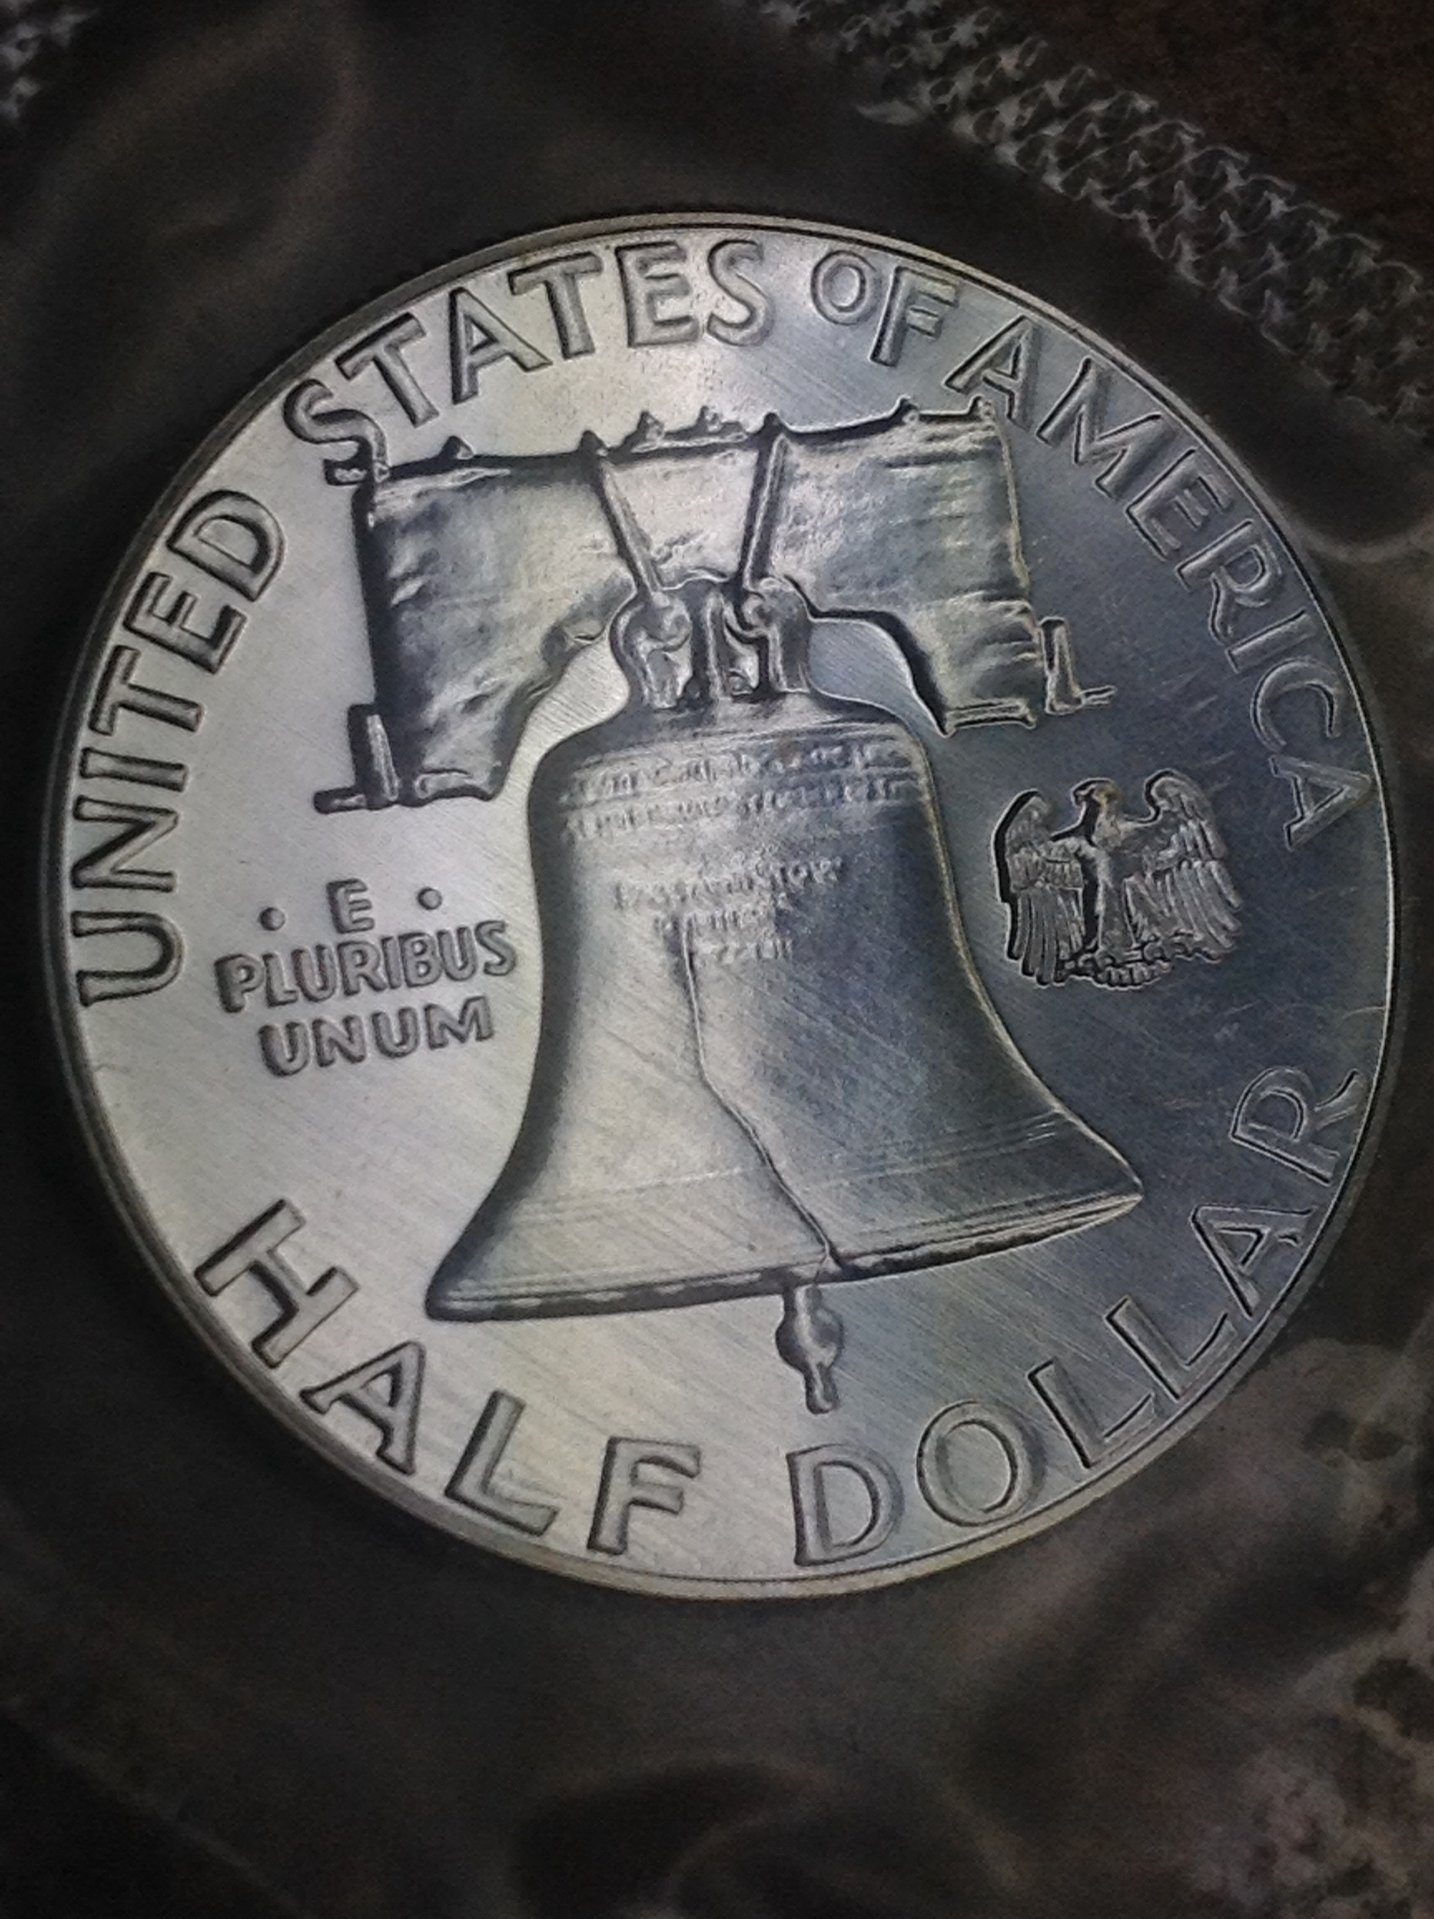 UNITED STATES OF AMERICA
· E ·
PLURIBUS
UNUM
HALF DOLLAR